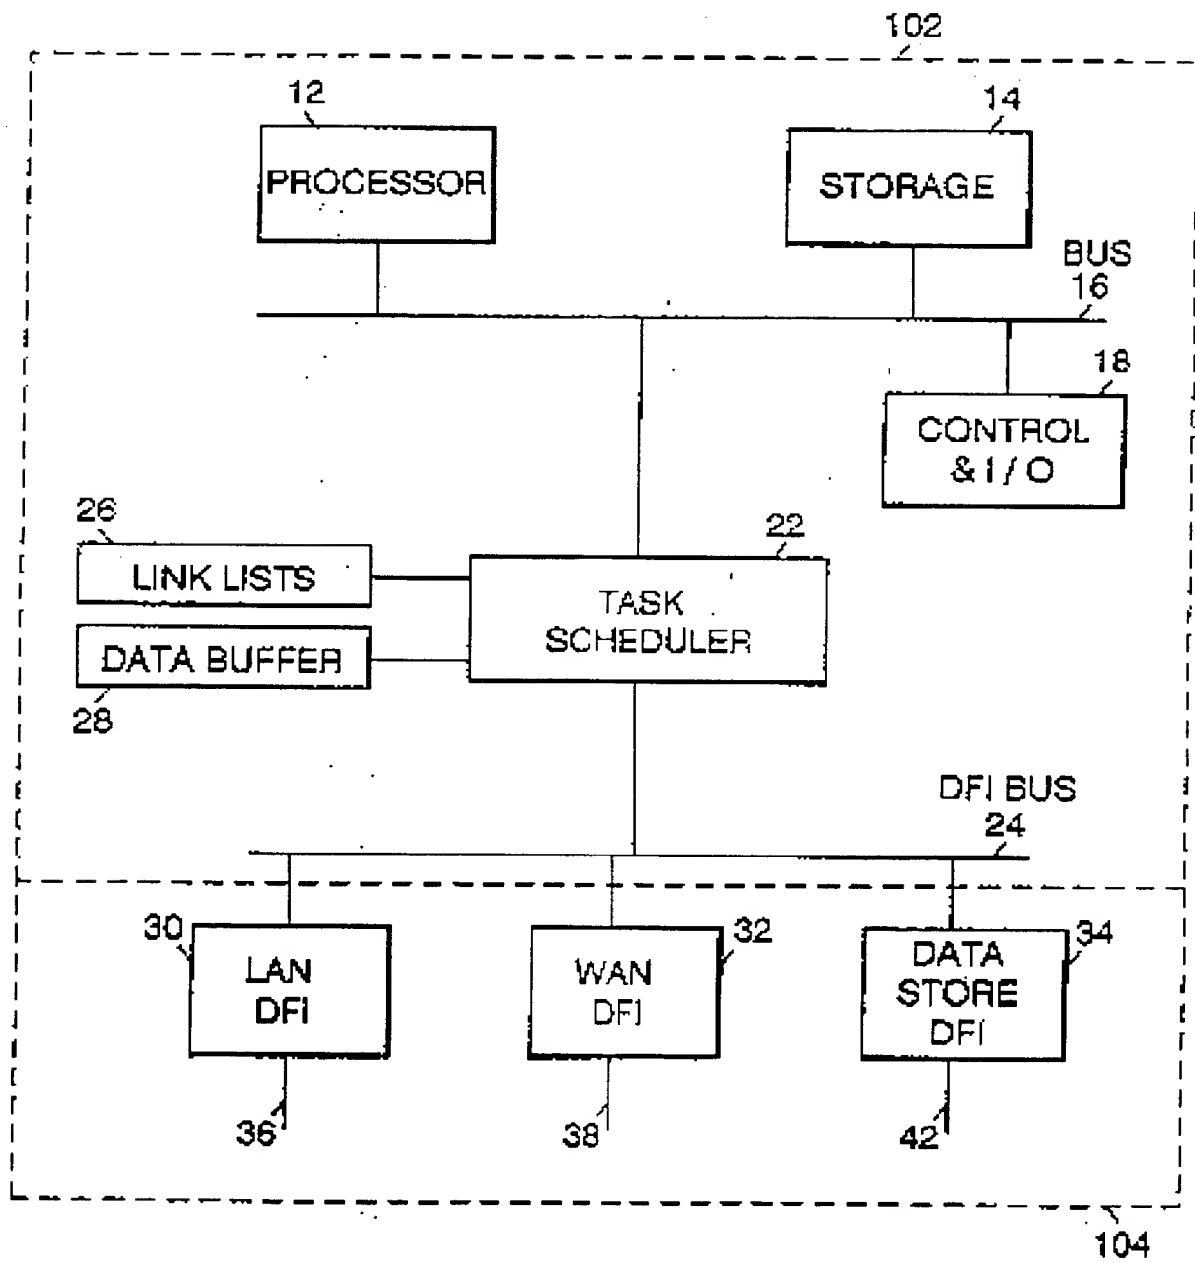 102
12
PROCESSOR
14
STORAGE
BUS
16
18
CONTROL
& I / O
26
LINK LISTS
22
TASK
SCHEDULER
DATA BUFFER
28
DFI BUS
24
30
LAN
DFI
32
WAN
DFI
34
DATA
STORE
DFI
36
38
42
104